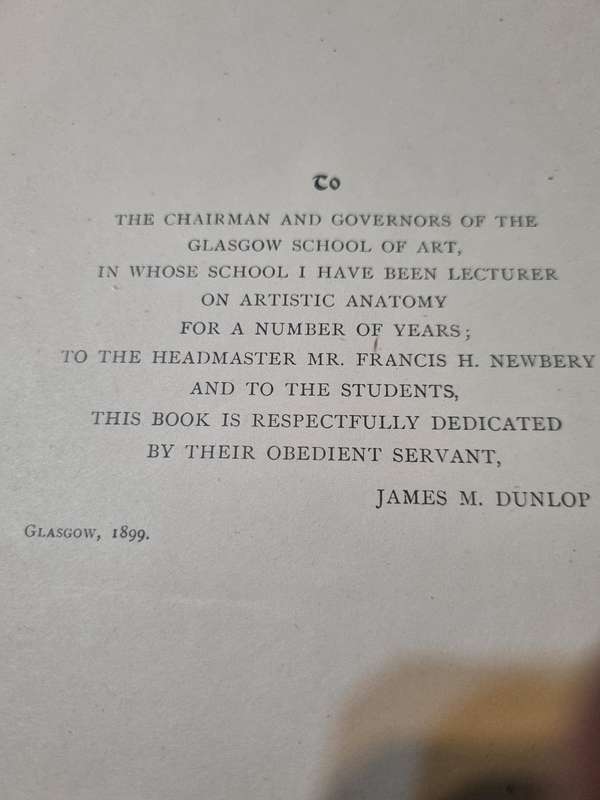 To
THE CHAIRMAN AND GOVERNORS OF THE
GLASGOW SCHOOL OF ART,
IN WHOSE SCHOOL I HAVE BEEN LECTURER
ON ARTISTIC ANATOMY
FOR A NUMBER OF YEARS;
TO THE HEADMASTER MR. FRANCIS H. NEWBERY
AND TO THE STUDENTS,
THIS BOOK IS RESPECTFULLY DEDICATED
BY THEIR OBEDIENT SERVANT,
JAMES M. DUNLOP
GLASGOW, 1899.